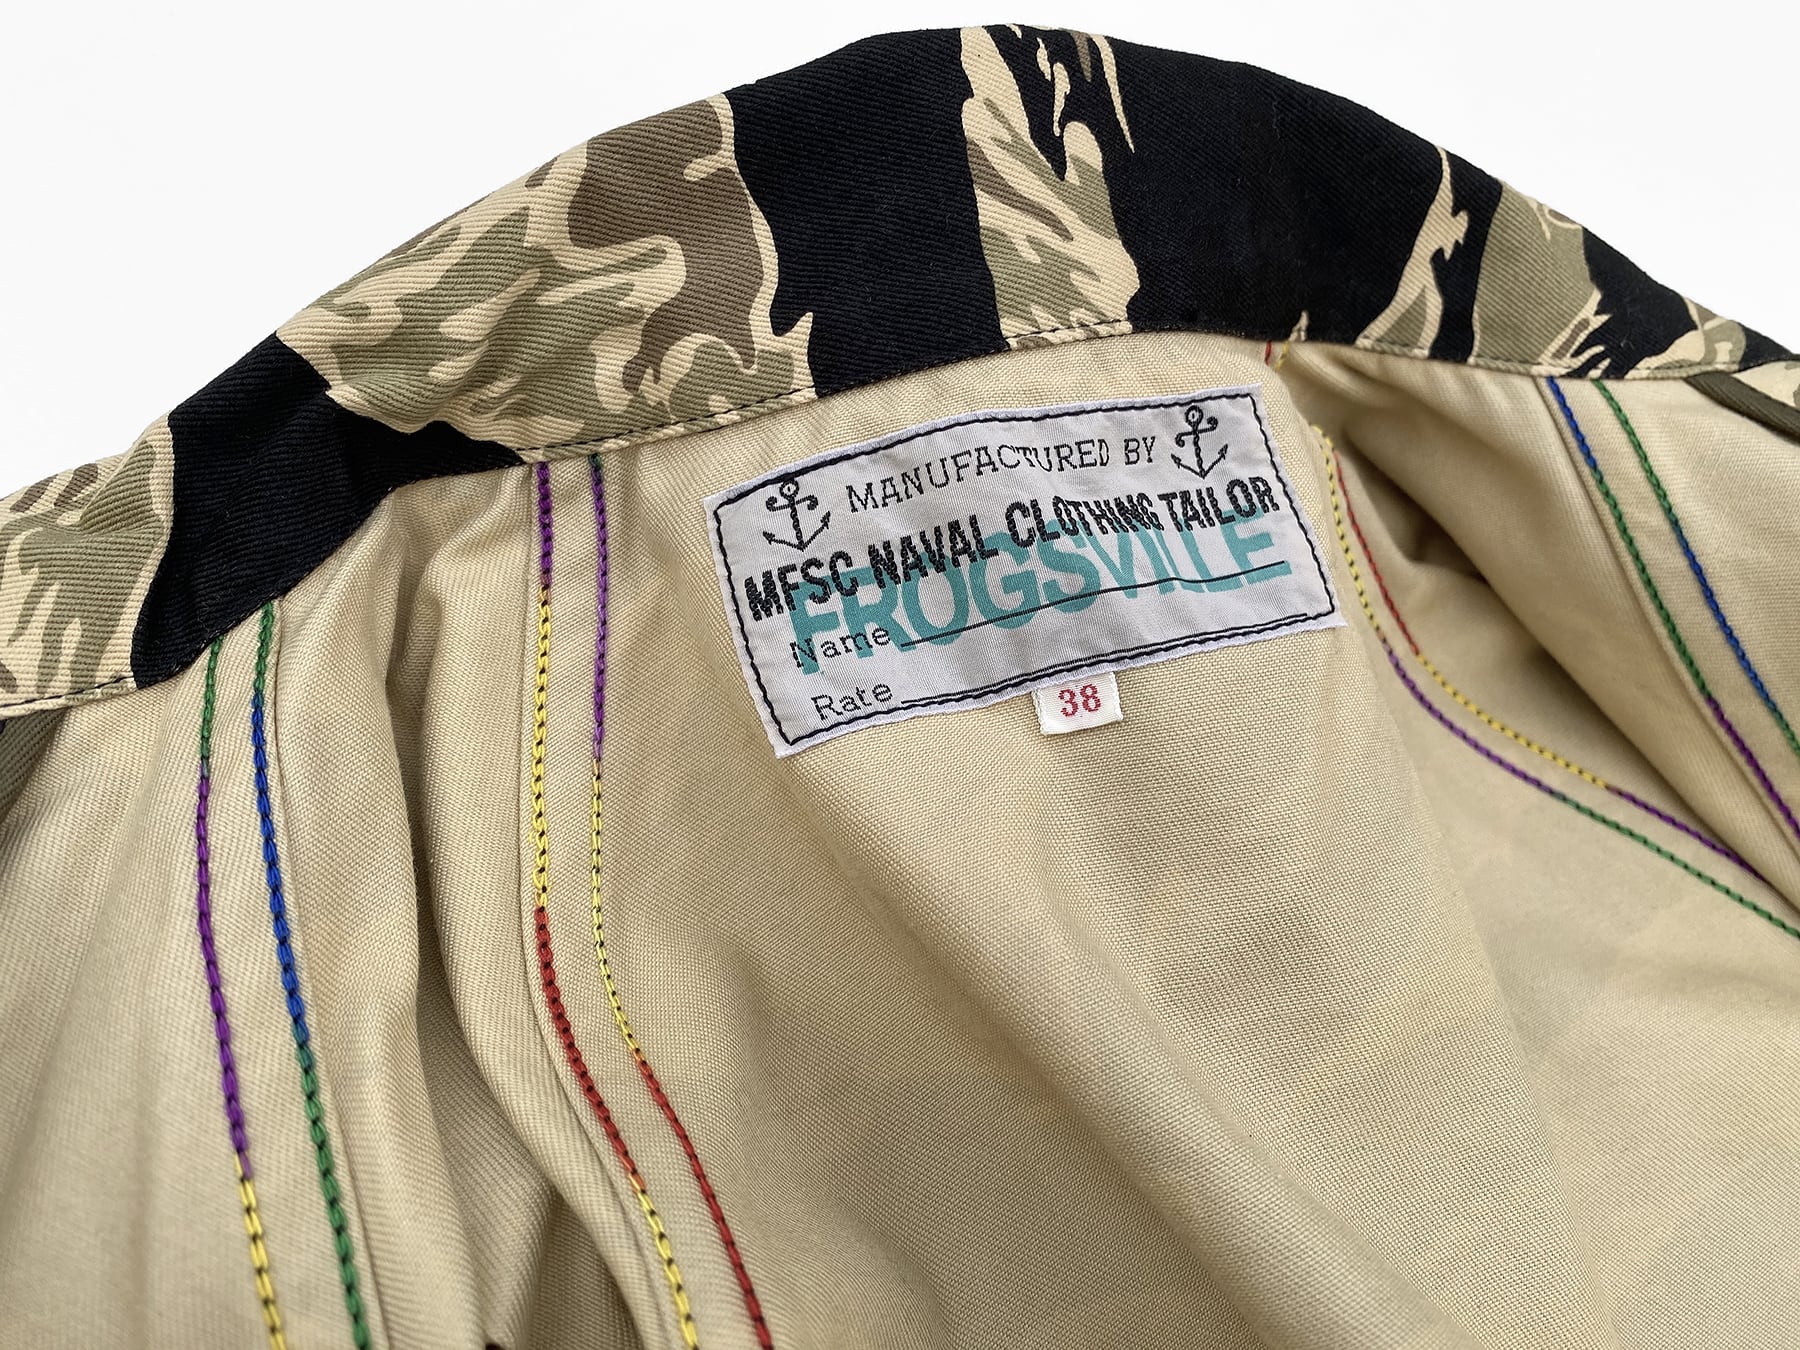 MANUFACTURED BY
MFSC NAVAL CLOTHING TAILOR
FROGSVILLE
Name
Rate
38